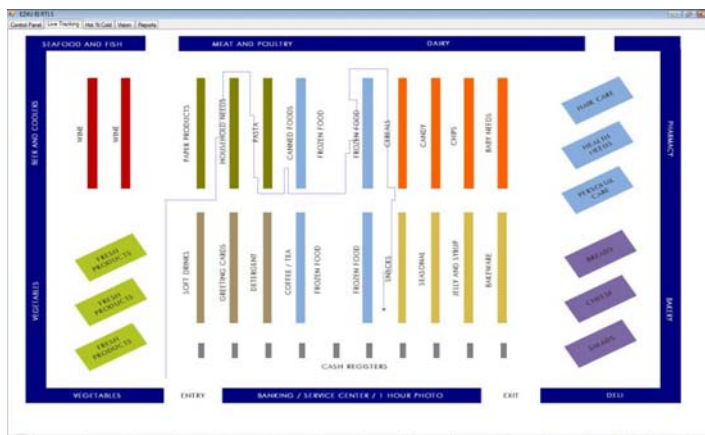 EZNU BERTLS
Control Panel Live Tracking Hot N Cold Vision Reports
SEAFOOD AND FISH MEAT AND POULTRY DAIRY
BEER AND COOLERS
WINE
WINE
PAPER PRODUCTS
HOUSEHOLD NEEDS
PASTA
CANNED FOODS
FROZEN FOOD
FROZEN FOOD
CEREALS
CANDY
CHIPS
BABY NEEDS
HAIR CARE
HEALTH
NEEDS
PERSONAL
CARE
PHARMACY
VEGETABLES
FRESH
PRODUCTS
FRESH
PRODUCTS
FRESH
PRODUCTS
SOFT DRINKS
GREETING CARDS
DETERGENT
COFFEE / TEA
FROZEN FOOD
FROZEN FOOD
SNACKS
SEASONAL
JELLY AND SYRUP
BAKEWARE
BREADS
CHEESE
SALADS
BAKERY
CASH REGISTERS
VEGETABLES ENTRY BANKING / SERVICE CENTER / 1 HOUR PHOTO EXIT DELI